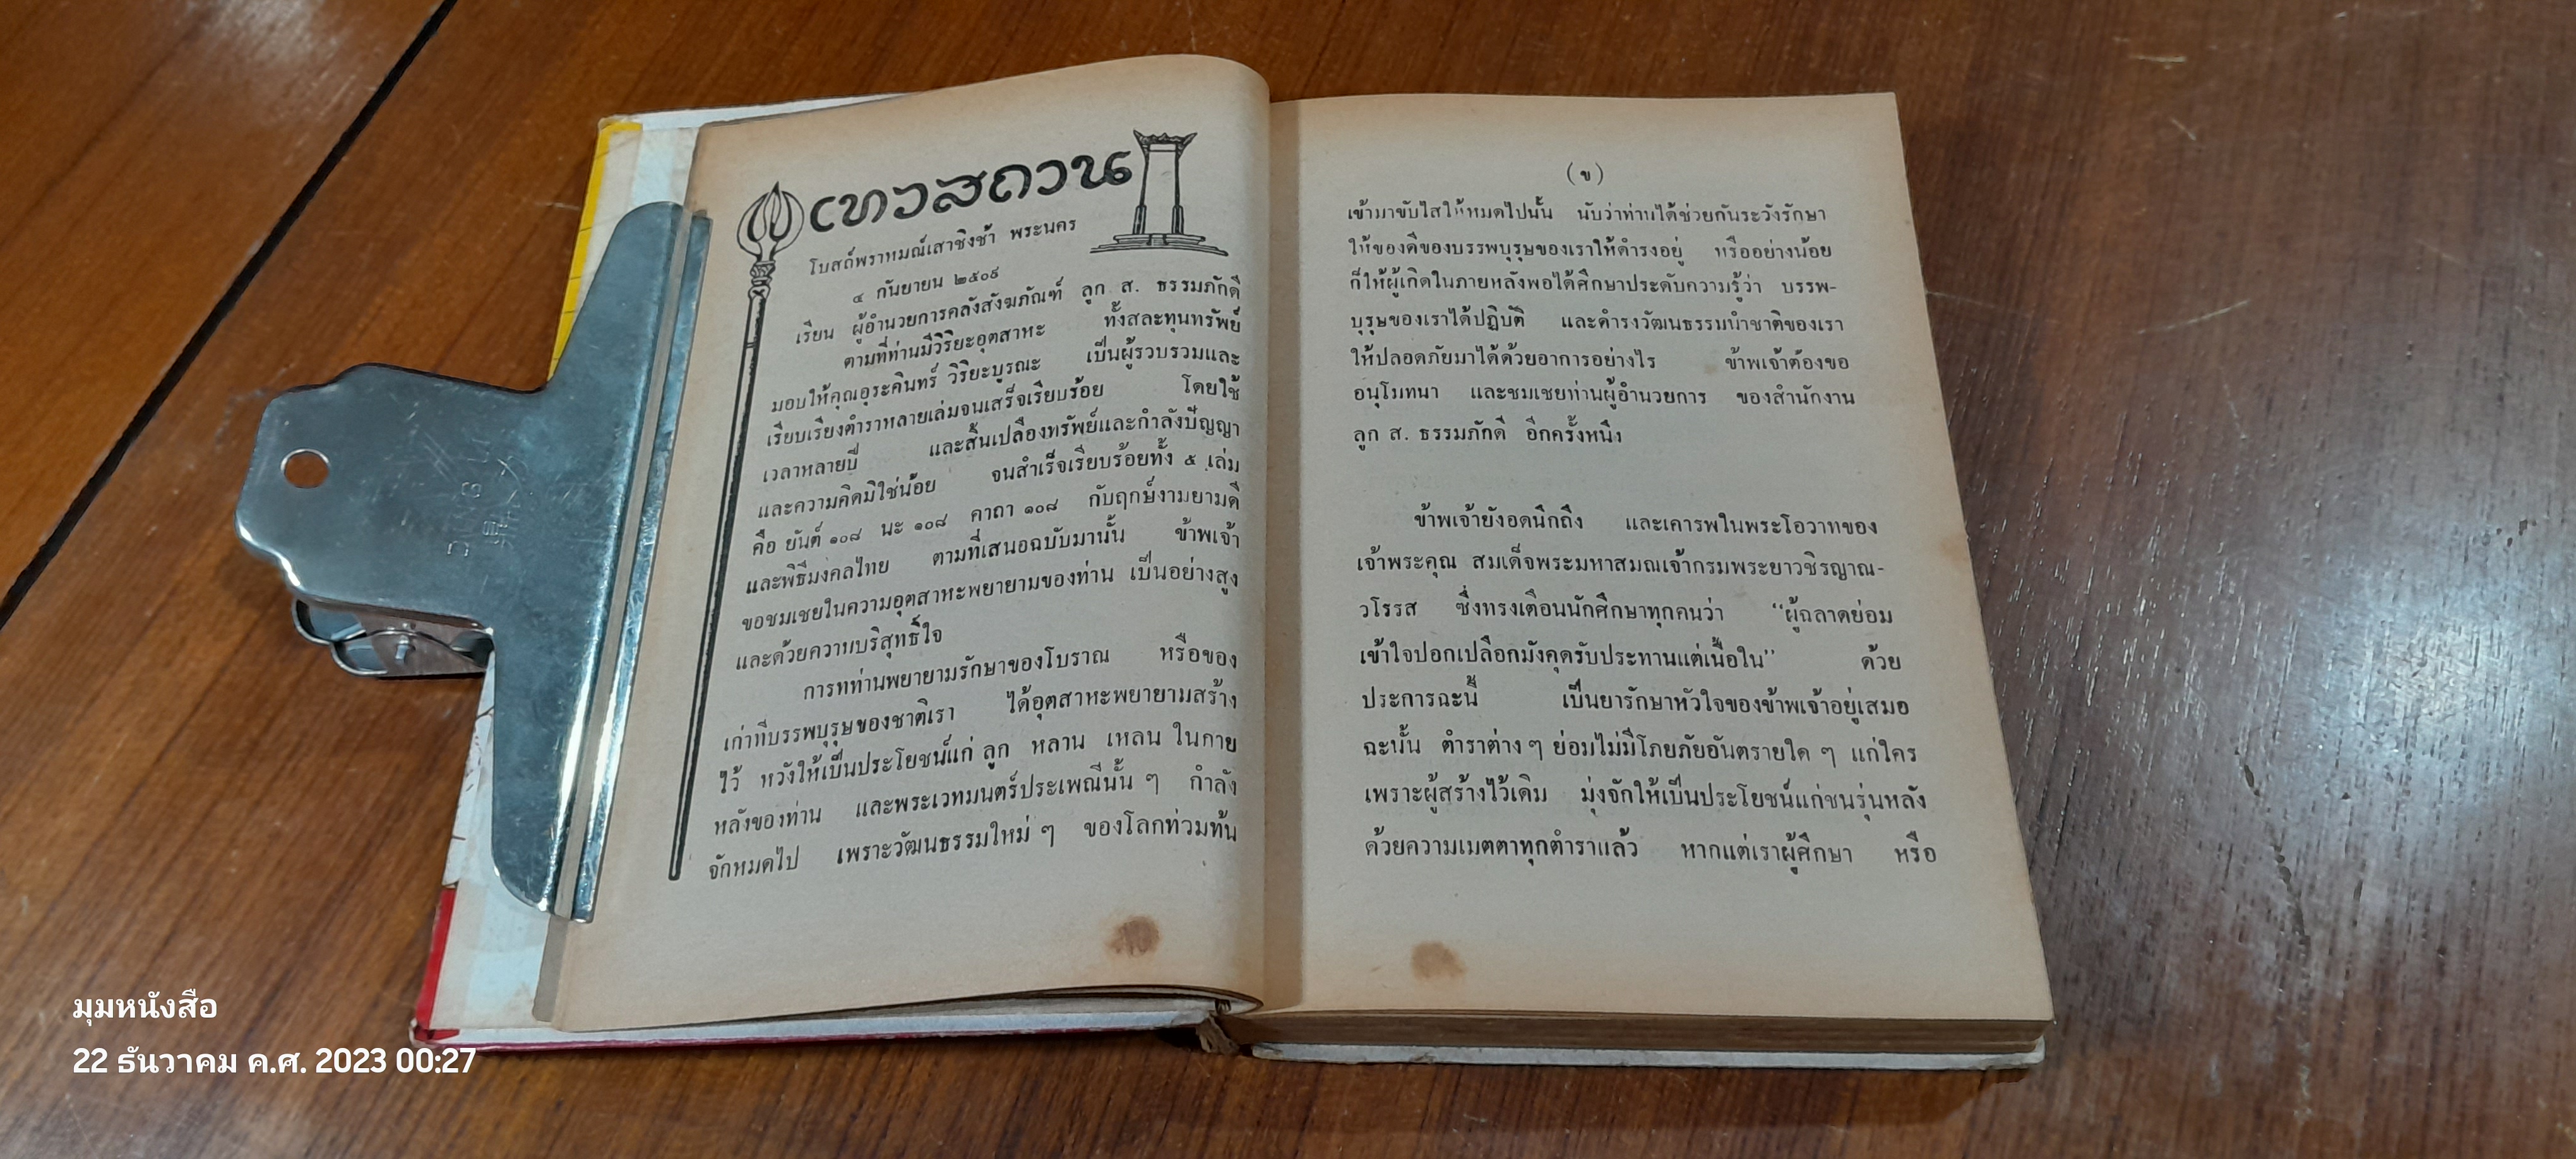 เทวสถาน
โบสถ์พราหมณ์เสาชิงช้า พระนคร
๔ กันยายน ๒๕๐๙
เรียน ผู้อำนวยการคลังสังฆภัณฑ์ ลูก ส. ธรรมภักดี
ตามที่ท่านมีวิริยะอุตสาหะ ทั้งสละทุนทรัพย์
มอบให้คุณอุระคินทร์ วิริยะบูรณะ เป็นผู้รวบรวมและ
เรียบเรียงตำราหลายเล่มจนเสร็จเรียบร้อย โดยใช้
เวลาหลายปี และสิ้นเปลืองทรัพย์และกำลังปัญญา
และความคิดมิใช่น้อย จนสำเร็จเรียบร้อยทั้ง ๕ เล่ม
คือ ยันต์ ๑๐๘ นะ ๑๐๘ คาถา ๑๐๘ กับฤกษ์งามยามดี
และพิธีมงคลไทย ตามที่เสนอฉบับมานั้น ข้าพเจ้า
ขอชมเชยในความอุตสาหะพยายามของท่าน เป็นอย่างสูง
และด้วยความบริสุทธิ์ใจ
การทท่านพยายามรักษาของโบราณ หรือของ
เก่าที่บรรพบุรุษของชาติเรา ได้อุตสาหะพยายามสร้าง
ไว้ หวังให้เป็นประโยชน์แก่ ลูก หลาน เหลน ในกาย
หลังของท่าน และพระเวทมนตร์ประเพณีนั้น ๆ กำลัง
จักหมดไป เพราะวัฒนธรรมใหม่ ๆ ของโลกท่วมท้น
(ข)
เข้ามาขับไสให้หมดไปนั้น นับว่าท่านได้ช่วยกันระวังรักษา
ให้ของดีของบรรพบุรุษของเราให้ดำรงอยู่ หรืออย่างน้อย
ก็ให้ผู้เกิดในภายหลังพอได้ศึกษาประดับความรู้ว่า บรรพ-
บุรุษของเราได้ปฏิบัติ และดำรงวัฒนธรรมนำชาติของเรา
ให้ปลอดภัยมาได้ด้วยอาการอย่างไร ข้าพเจ้าต้องขอ
อนุโมทนา และชมเชยท่านผู้อำนวยการ ของสำนักงาน
ลูก ส. ธรรมภักดี อีกครั้งหนึ่ง
ข้าพเจ้ายังอดนึกถึง และเคารพในพระโอวาทของ
เจ้าพระคุณ สมเด็จพระมหาสมณเจ้ากรมพระยาวชิรญาณ-
วโรรส ซึ่งทรงเตือนนักศึกษาทุกคนว่า “ผู้ฉลาดย่อม
เข้าใจปอกเปลือกมังคุดรับประทานแต่เนื้อใน” ด้วย
ประการฉะนี้ เป็นยารักษาหัวใจของข้าพเจ้าอยู่เสมอ
ฉะนั้น ตำราต่าง ๆ ย่อมไม่มีโภยภัยอันตรายใด ๆ แก่ใคร
เพราะผู้สร้างไว้เดิม มุ่งจักให้เป็นประโยชน์แก่ชนรุ่นหลัง
ด้วยความเมตตาทุกตำราแล้ว หากแต่เราผู้ศึกษา หรือ
มุมหนังสือ
22 ธันวาคม ค.ศ. 2023 00:27